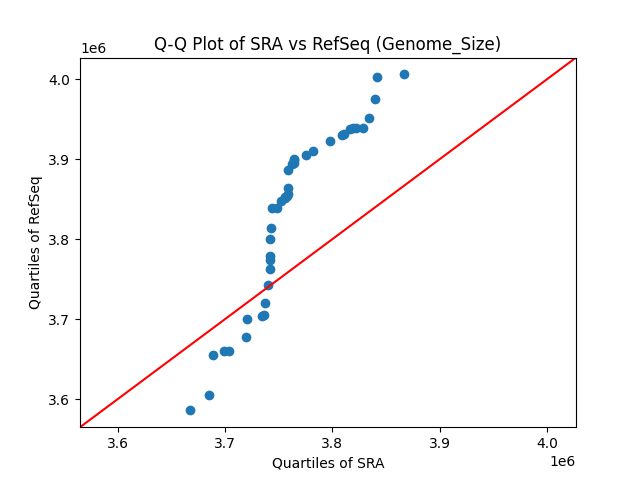 Q-Q Plot of SRA vs RefSeq (Genome_Size)
1e6
4.0
3.9
3.8
3.7
3.6
Quartiles of RefSeq
3.6 3.7 3.8 3.9 4.0
1e6
Quartiles of SRA